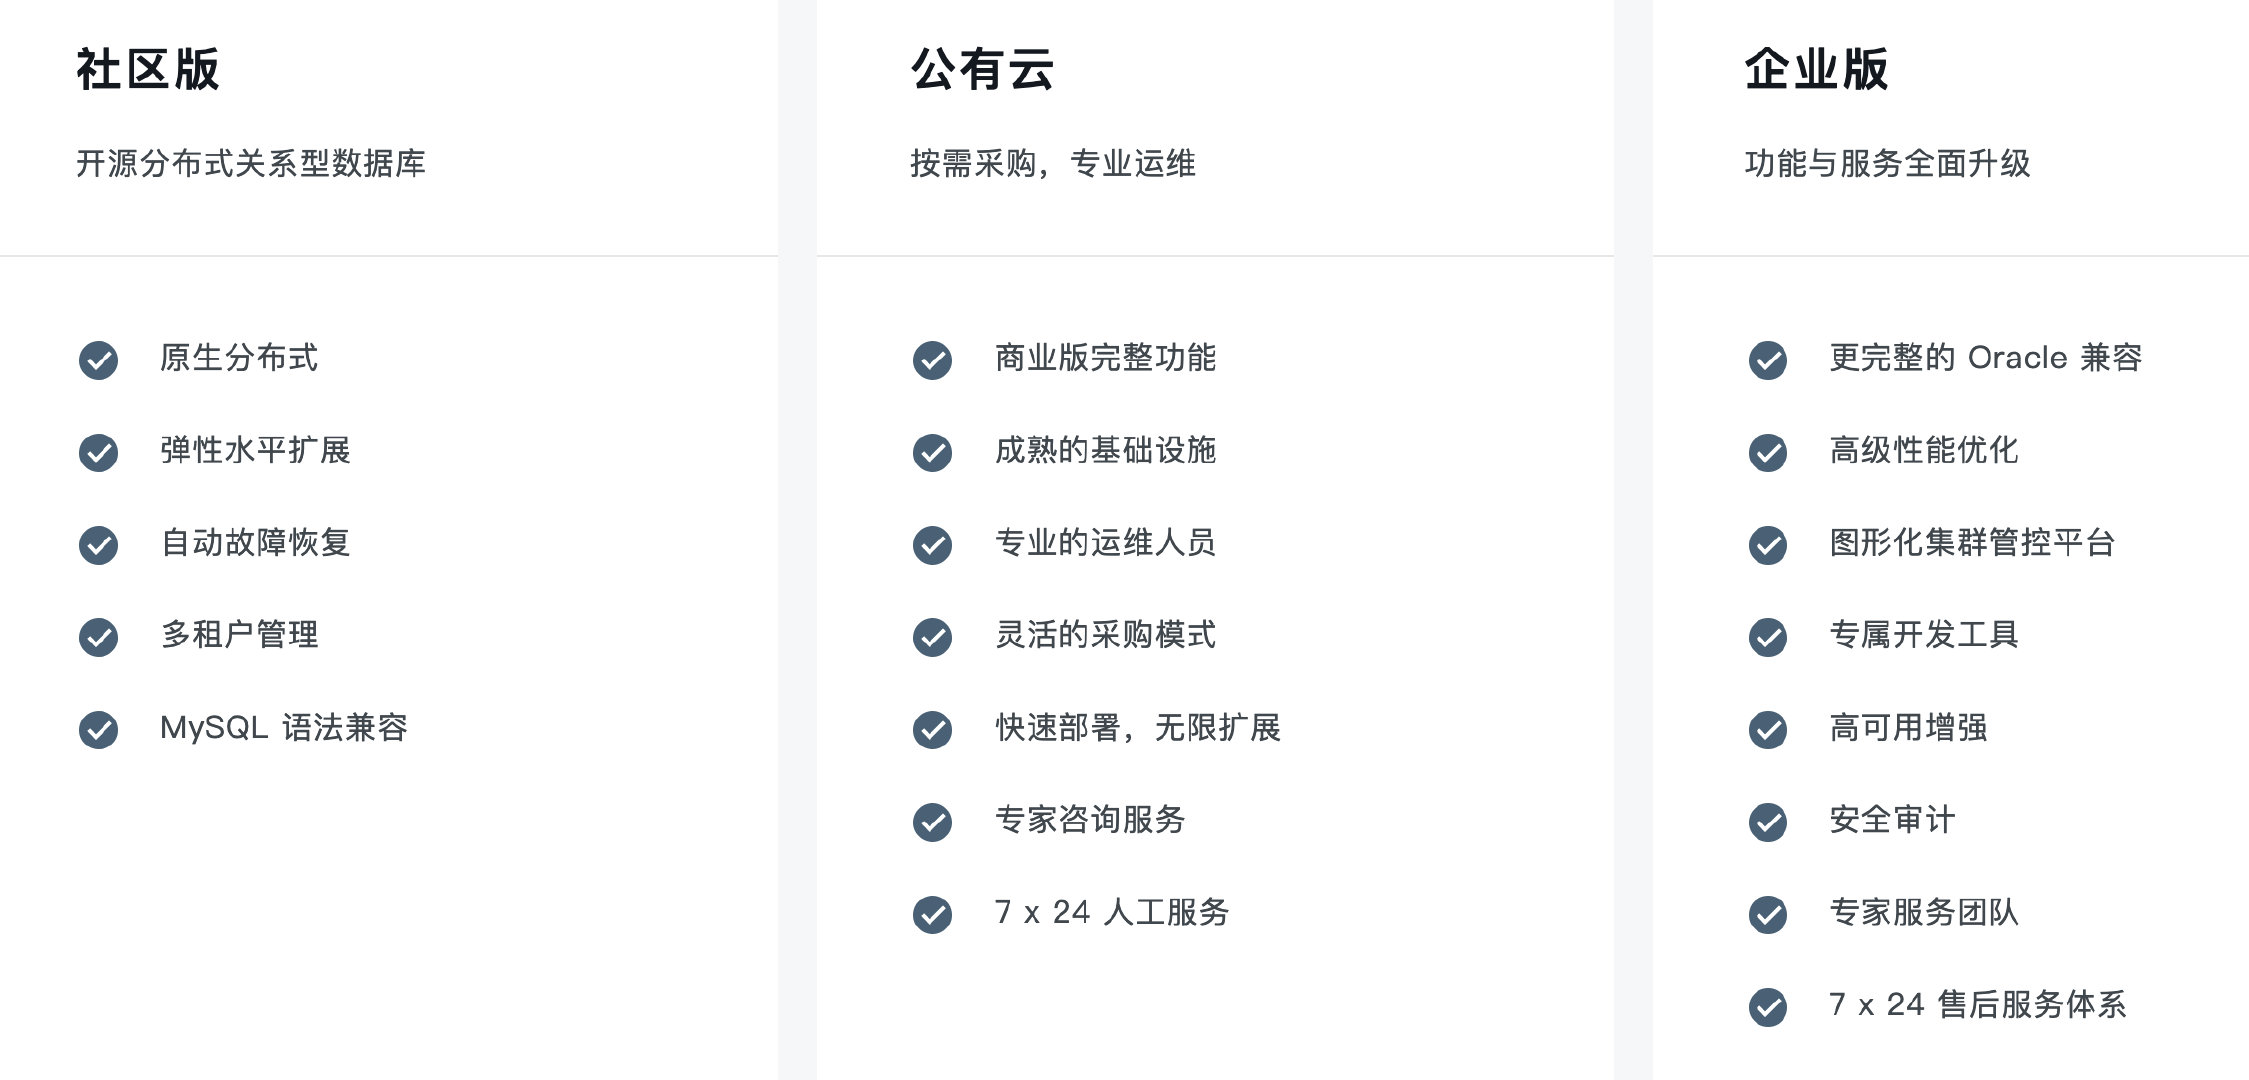 社区版
开源分布式关系型数据库
原生分布式
弹性水平扩展
自动故障恢复
多租户管理
MySQL 语法兼容
公有云
按需采购，专业运维
商业版完整功能
成熟的基础设施
专业的运维人员
灵活的采购模式
快速部署，无限扩展
专家咨询服务
7 x 24 人工服务
企业版
功能与服务全面升级
更完整的 Oracle 兼容
高级性能优化
图形化集群管控平台
专属开发工具
高可用增强
安全审计
专家服务团队
7 x 24 售后服务体系